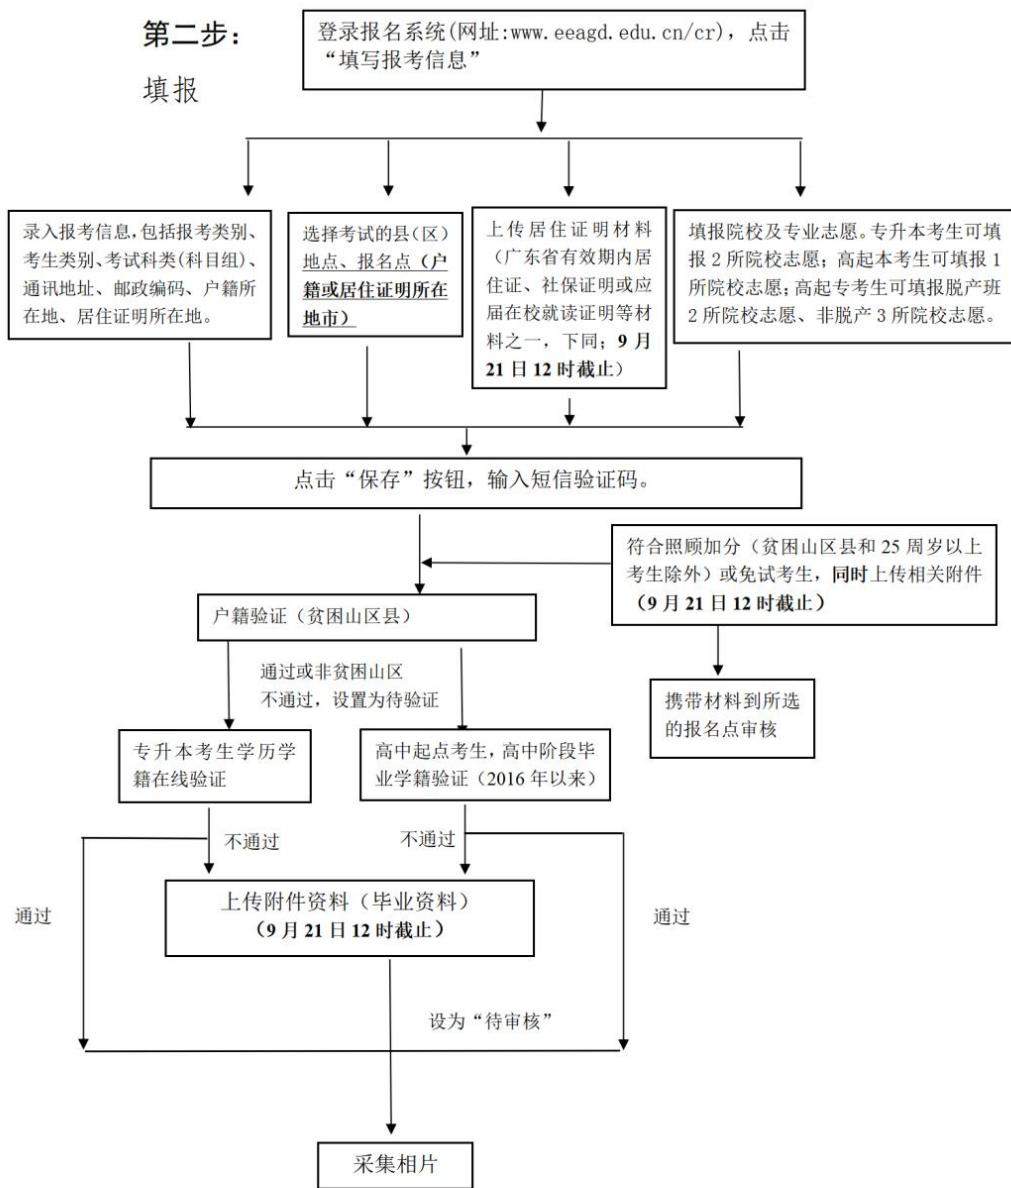 第二步：
填报
登录报名系统(网址:www.eeagd.edu.cn/cr)，点击
“填写报考信息”
录入报考信息，包括报考类别、
考生类别、考试科类(科目组)、
通讯地址、邮政编码、户籍所
在地、居住证明所在地。
选择考试的县（区）
地点、报名点（户
籍或居住证明所在
地市）
上传居住证明材料
（广东省有效期内居
住证、社保证明或应
届在校就读证明等材
料之一，下同；9 月
21 日 12 时截止）
填报院校及专业志愿。专升本考生可填
报 2 所院校志愿；高起本考生可填报 1
所院校志愿；高起专考生可填报脱产班
2 所院校志愿、非脱产 3 所院校志愿。
点击“保存”按钮，输入短信验证码。
符合照顾加分（贫困山区县和 25 周岁以上
考生除外）或免试考生，同时上传相关附件
（9 月 21 日 12 时截止）
户籍验证（贫困山区县）
通过或非贫困山区
不通过，设置为待验证
携带材料到所选
的报名点审核
专升本考生学历学
籍在线验证
高中起点考生，高中阶段毕
业学籍验证（2016 年以来）
不通过
不通过
上传附件资料（毕业资料）
（9 月 21 日 12 时截止）
通过
通过
设为“待审核”
采集相片